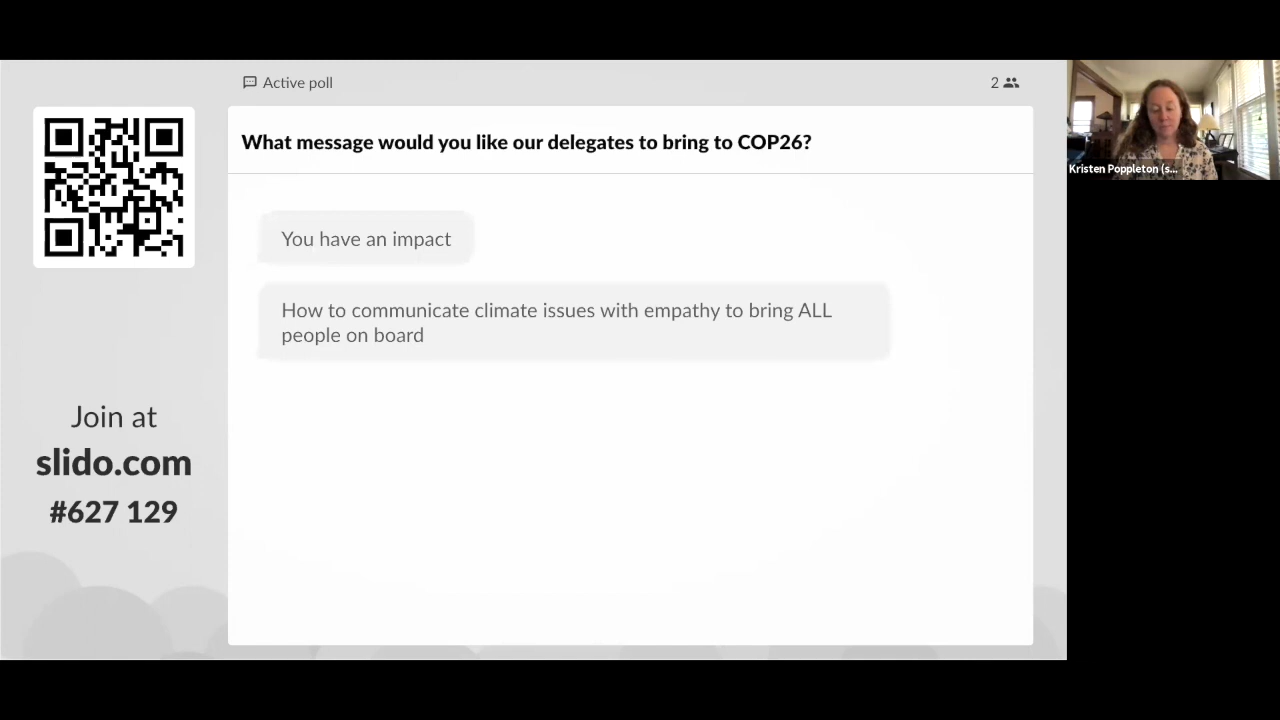 Active poll
2
What message would you like our delegates to bring to COP26?
You have an impact
How to communicate climate issues with empathy to bring ALL
people on board
Join at
slido.com
#627 129
Kristen Poppleton (s...